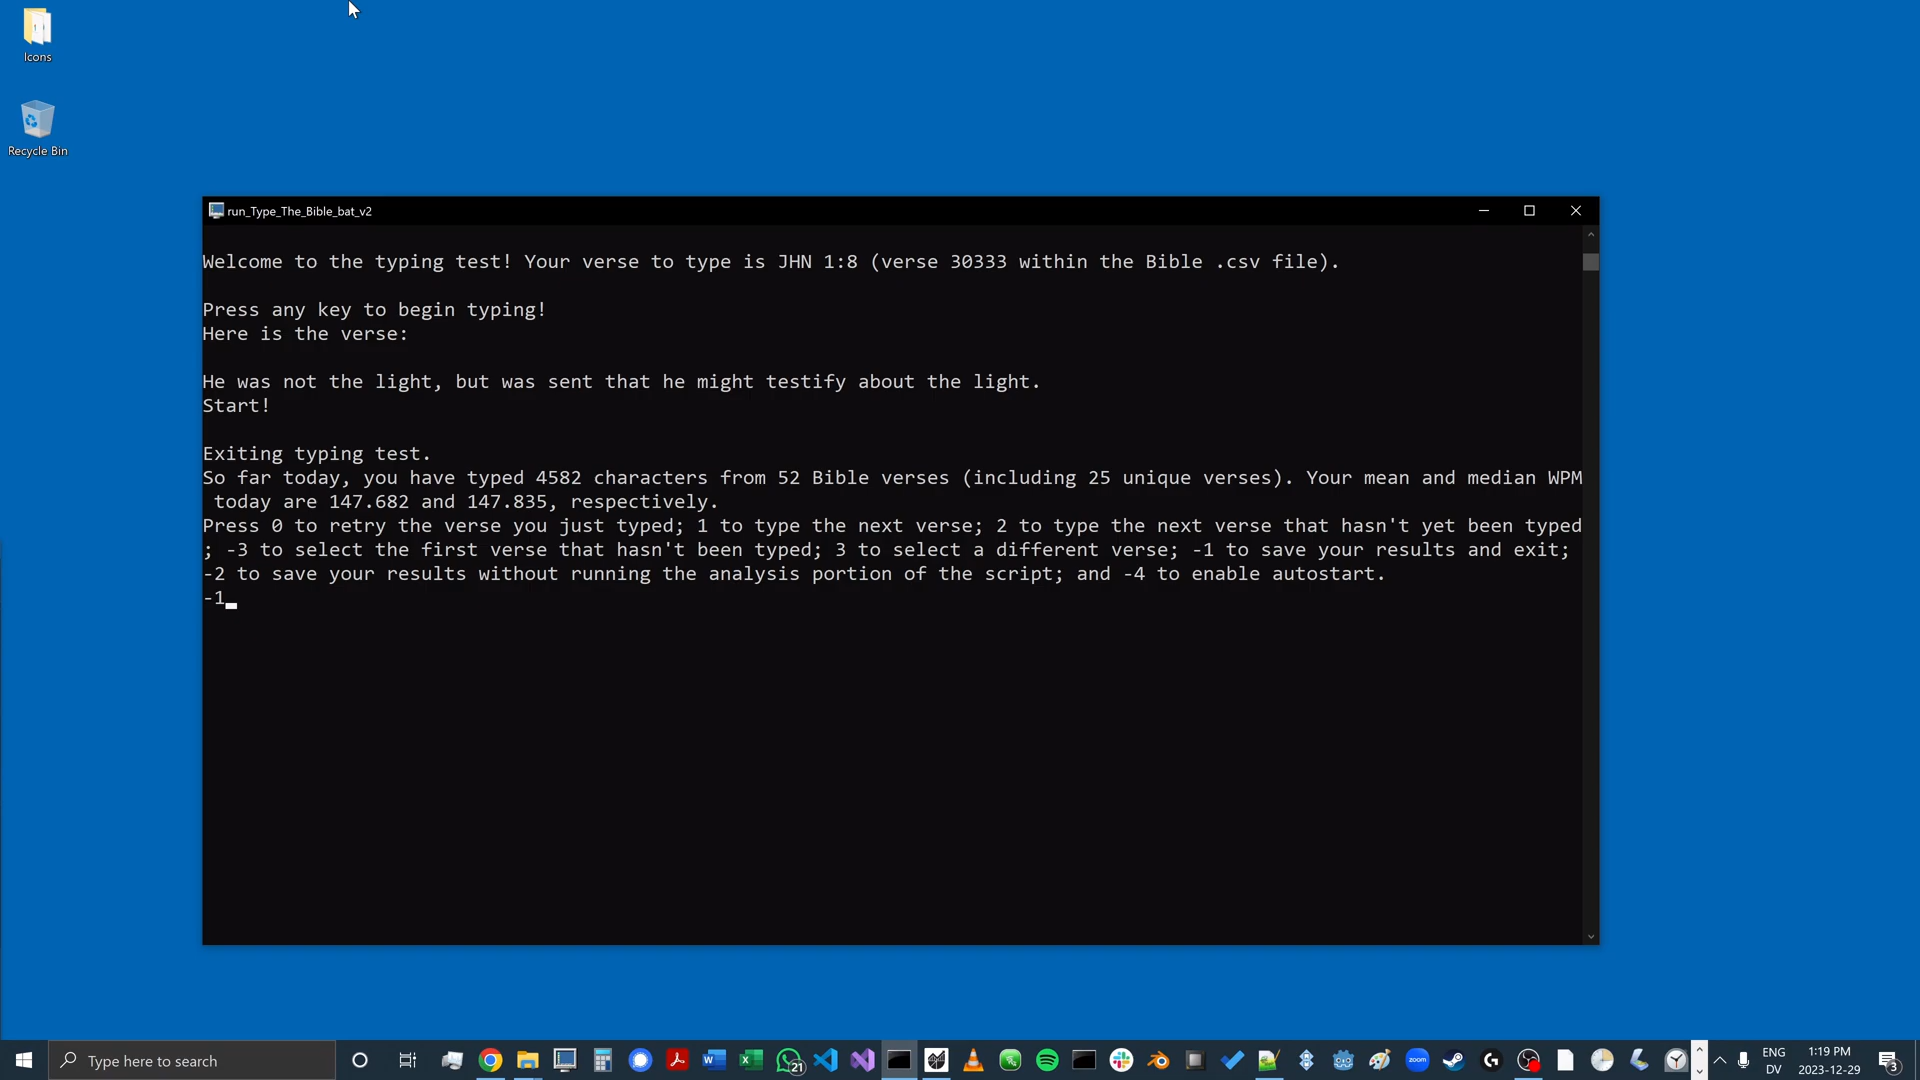 Icons
Recycle Bin
run_Type_The_Bible_bat_v2
Welcome to the typing test! Your verse to type is JHN 1:8 (verse 30333 within the Bible .csv file).
Press any key to begin typing!
Here is the verse:
He was not the light, but was sent that he might testify about the light.
Start!
Exiting typing test.
So far today, you have typed 4582 characters from 52 Bible verses (including 25 unique verses). Your mean and median WPM
today are 147.682 and 147.835, respectively.
Press 0 to retry the verse you just typed; 1 to type the next verse; 2 to type the next verse that hasn't yet been typed
; -3 to select the first verse that hasn't been typed; 3 to select a different verse; -1 to save your results and exit;
-2 to save your results without running the analysis portion of the script; and -4 to enable autostart.
-1
Type here to search
21
zoom
ENG
DV
1:19 PM
2023-12-29
3